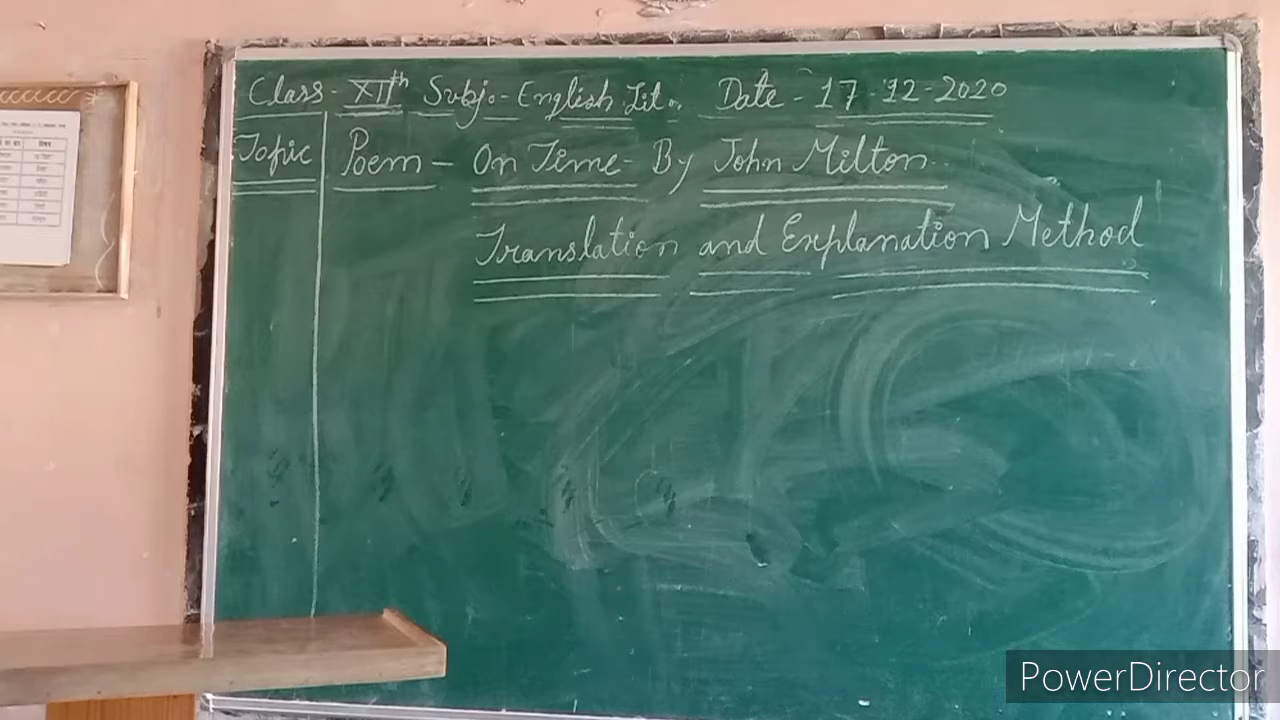 Class - XIIth Subj:- English Lit. Date - 17-12-2020
Topic Poem - On Time - By John Milton
Translation and Explanation Method
PowerDirector